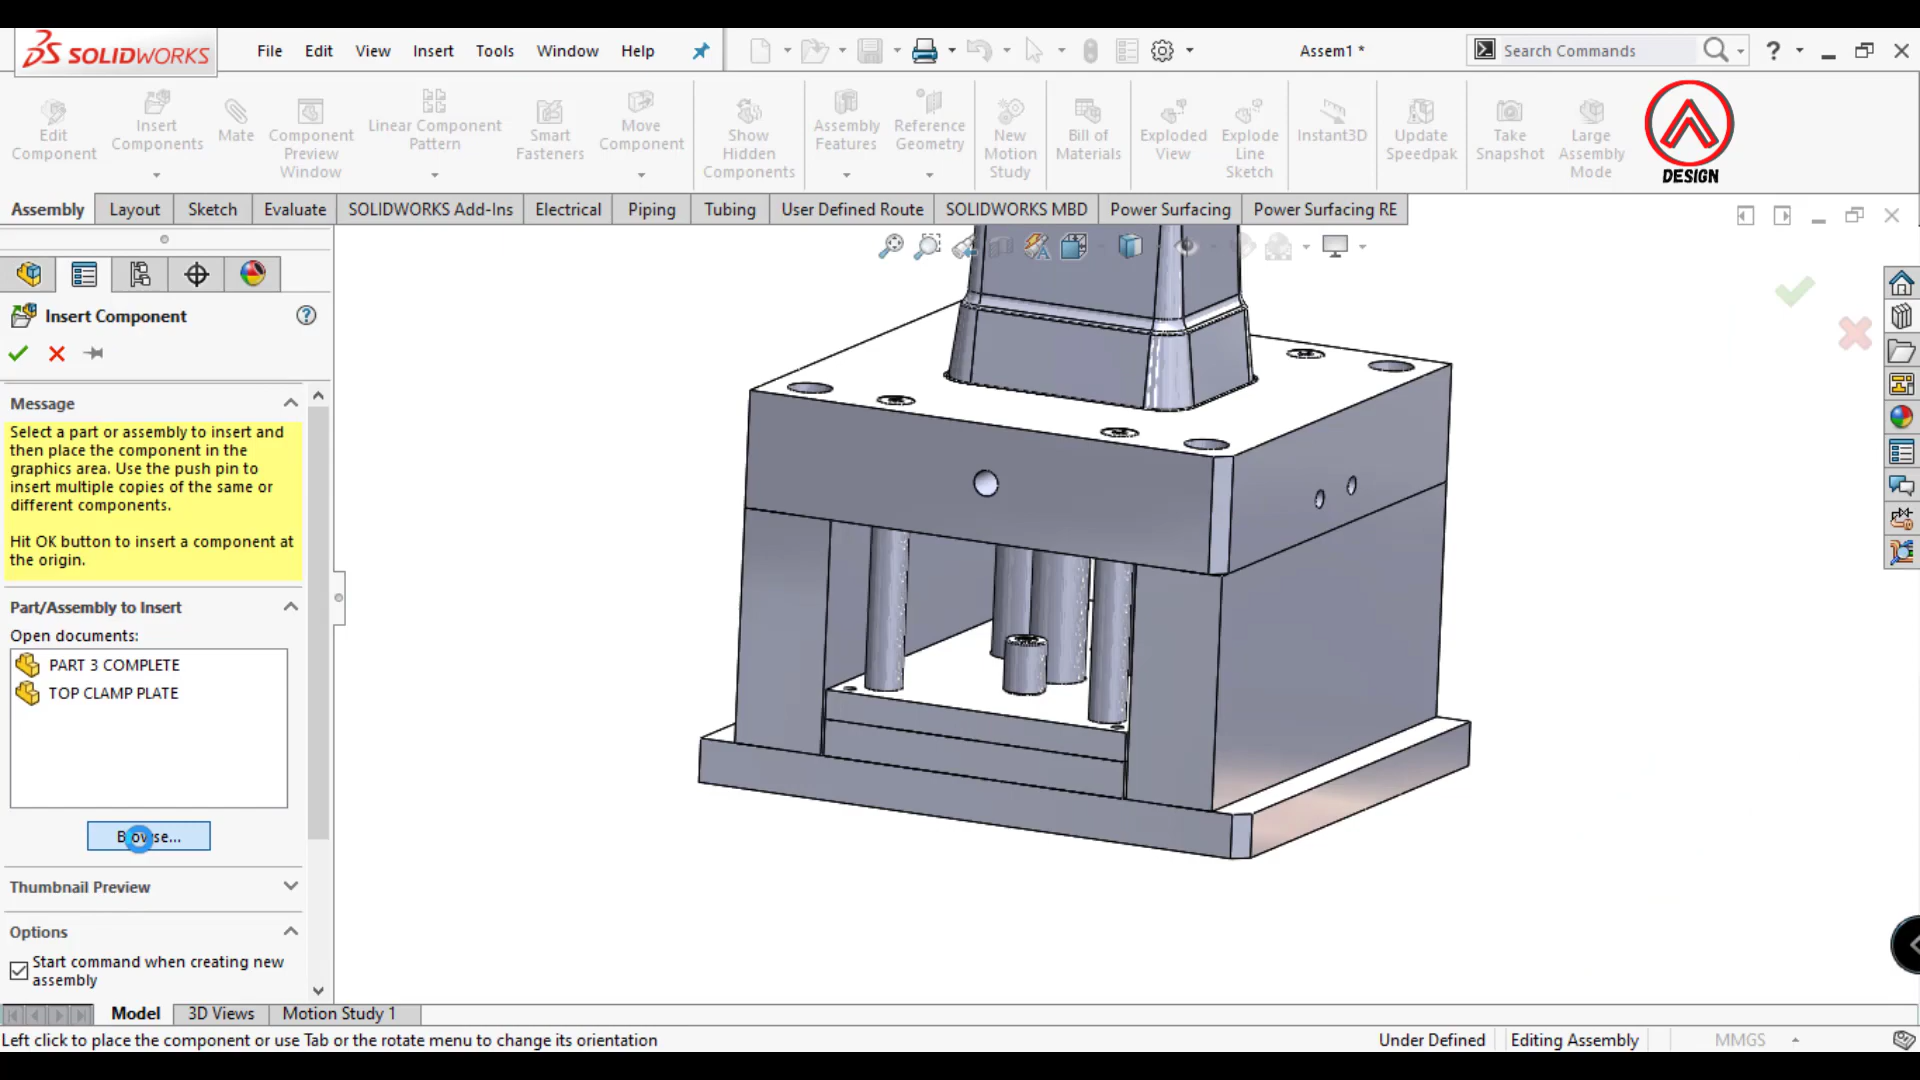 SOLIDWORKS
File Edit View Insert Tools Window Help
Assem1 *
Search Commands
?
Edit
Component
Insert
Components
Mate
Component
Preview
Window
Linear Component
Pattern
Smart
Fasteners
Move
Component
Show
Hidden
Components
Assembly
Features
Reference
Geometry
New
Motion
Study
Bill of
Materials
Exploded
View
Explode
Line
Sketch
Instant3D
Update
Speedpak
Take
Snapshot
Large
Assembly
Mode
DESIGN
Assembly Layout Sketch Evaluate SOLIDWORKS Add-Ins Electrical Piping Tubing User Defined Route SOLIDWORKS MBD Power Surfacing Power Surfacing RE
Insert Component
?
Message
Select a part or assembly to insert and
then place the component in the
graphics area. Use the push pin to
insert multiple copies of the same or
different components.
Hit OK button to insert a component at
the origin.
Part/Assembly to Insert
Open documents:
PART 3 COMPLETE
TOP CLAMP PLATE
Browse...
Thumbnail Preview
Options
Start command when creating new
assembly
Model 3D Views Motion Study 1
Left click to place the component or use Tab or the rotate menu to change its orientation
Under Defined Editing Assembly MMGS